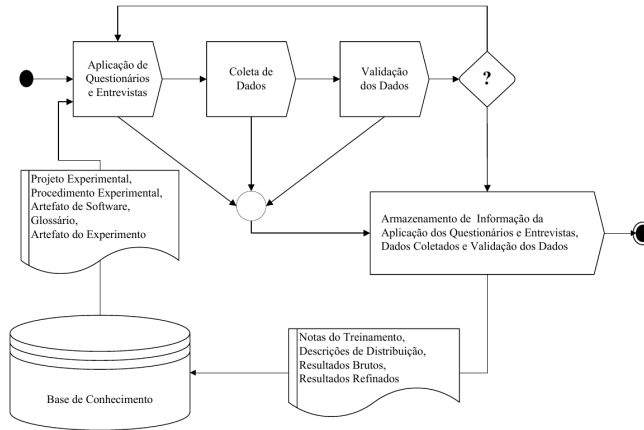 Aplicação de
Questionários
e Entrevistas
Coleta de
Dados
Validação
dos Dados
?
Projeto Experimental,
Procedimento Experimental,
Artefato de Software,
Glossário,
Artefato do Experimento
Armazenamento de Informação da
Aplicação dos Questionários e Entrevistas,
Dados Coletados e Validação dos Dados
Notas do Treinamento,
Descrições de Distribuição,
Resultados Brutos,
Resultados Refinados
Base de Conhecimento